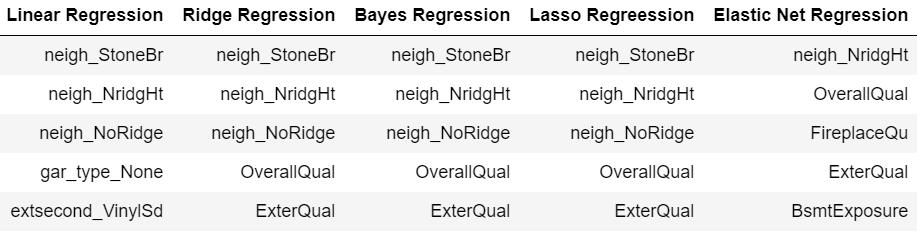 Linear Regression Ridge Regression Bayes Regression Lasso Regreession Elastic Net Regression
neigh_StoneBr neigh_StoneBr neigh_StoneBr neigh_StoneBr neigh_NridgHt
neigh_NridgHt neigh_NridgHt neigh_NridgHt neigh_NridgHt OverallQual
neigh_NoRidge neigh_NoRidge neigh_NoRidge neigh_NoRidge FireplaceQu
gar_type_None OverallQual OverallQual OverallQual ExterQual
extsecond_VinylSd ExterQual ExterQual ExterQual BsmtExposure